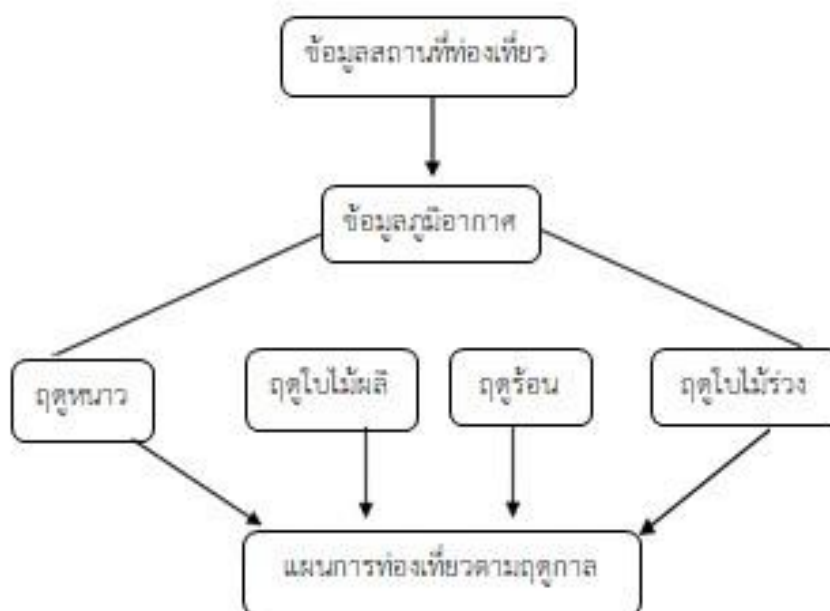 ข้อมูลสถานที่ท่องเที่ยว
ข้อมูลภูมิอากาศ
ฤดูหนาว
ฤดูใบไม้ผลิ
ฤดูร้อน
ฤดูใบไม้ร่วง
แผนการท่องเที่ยวตามฤดูกาล